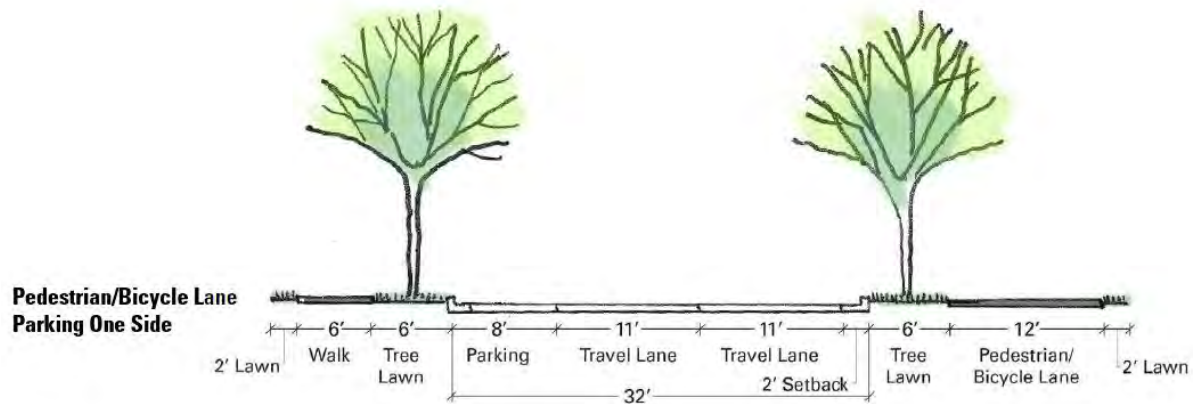 Pedestrian/Bicycle Lane
Parking One Side
6' 6' 8' 11' 11' 6' 12'
2' Lawn
Walk
Tree
Lawn
Parking
Travel Lane
Travel Lane
2' Setback
Tree
Lawn
Pedestrian/
Bicycle Lane
2' Lawn
32'